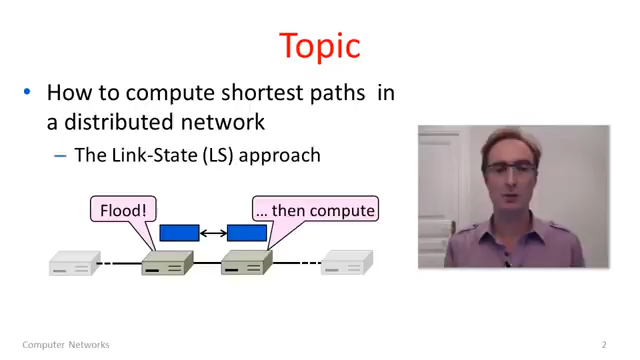 Topic
• How to compute shortest paths  in
a distributed network
– The Link-State (LS) approach
Flood!
… then compute
Computer Networks
2